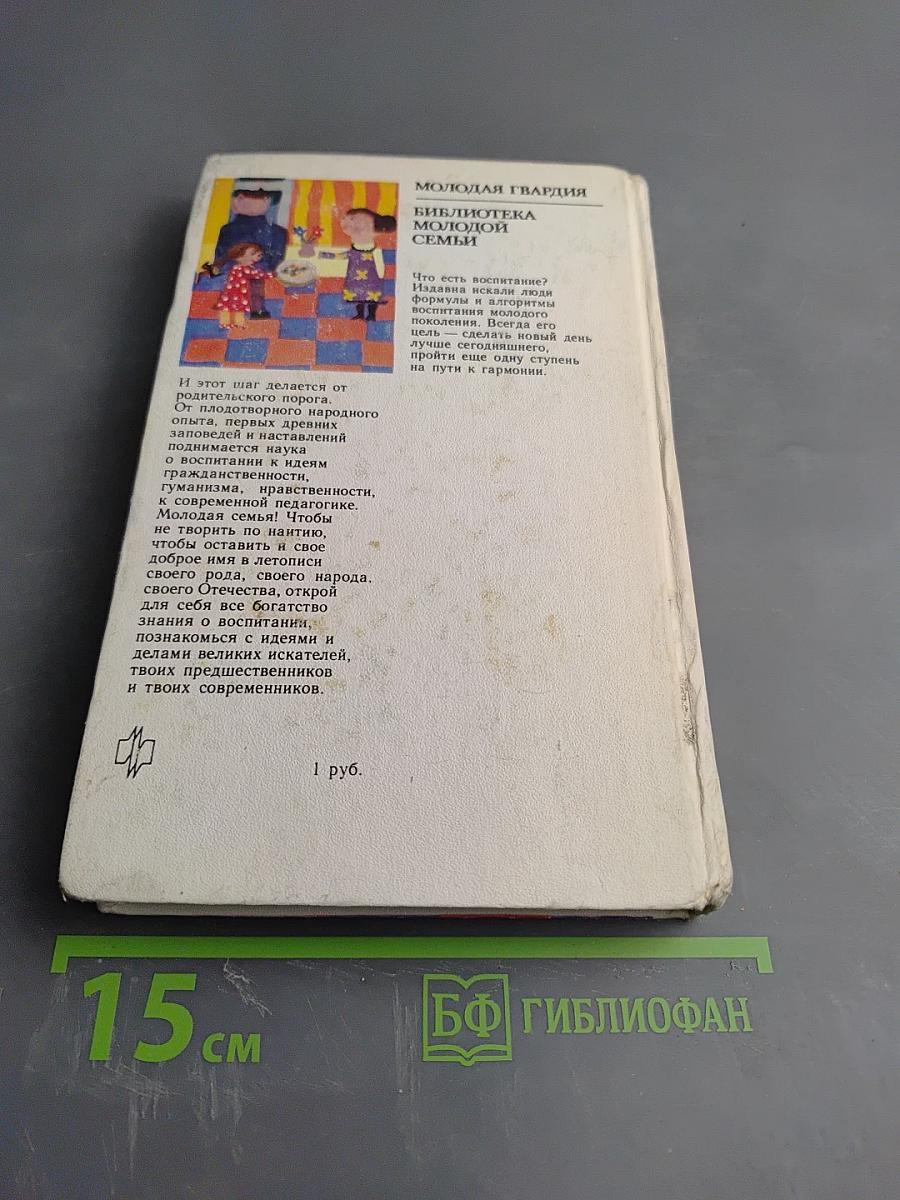 МОЛОДАЯ ГВАРДИЯ
БИБЛИОТЕКА
МОЛОДОЙ
СЕМЬИ
Что есть воспитание?
Издавна искали люди
формулы и алгоритмы
воспитания молодого
поколения. Всегда его
цель — сделать новый день
лучше сегодняшнего,
пройти еще одну ступень
на пути к гармонии.
И этот шаг делается от
родительского порога.
От плодотворного народного
опыта, первых древних
заповедей и наставлений
поднимается наука
о воспитании к идеям
гражданственности,
гуманизма, нравственности,
к современной педагогике.
Молодая семья! Чтобы
не творить по наитию,
чтобы оставить и свое
доброе имя в летописи
своего рода, своего народа,
своего Отечества, открой
для себя все богатство
знания о воспитании,
познакомься с идеями и
делами великих искателей,
твоих предшественников
и твоих современников.
1 руб.
15 см
БФ ГИБЛИОФАН